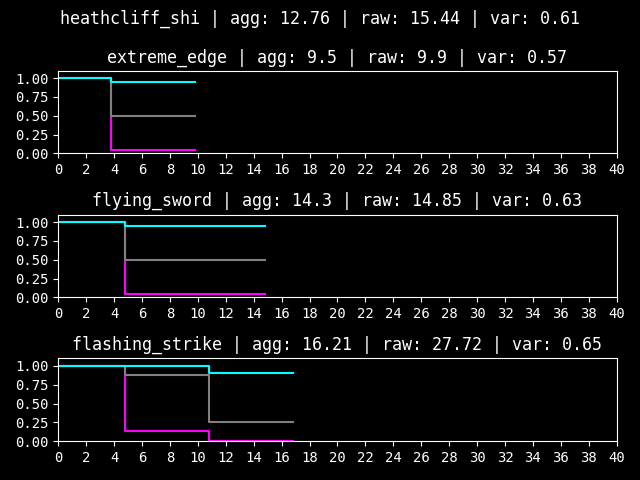 heathcliff_shi | agg: 12.76 | raw: 15.44 | var: 0.61
extreme_edge | agg: 9.5 | raw: 9.9 | var: 0.57
1.00
0.75
0.50
0.25
0.00
0 2 4 6 8 10 12 14 16 18 20 22 24 26 28 30 32 34 36 38 40
flying_sword | agg: 14.3 | raw: 14.85 | var: 0.63
1.00
0.75
0.50
0.25
0.00
0 2 4 6 8 10 12 14 16 18 20 22 24 26 28 30 32 34 36 38 40
flashing_strike | agg: 16.21 | raw: 27.72 | var: 0.65
1.00
0.75
0.50
0.25
0.00
0 2 4 6 8 10 12 14 16 18 20 22 24 26 28 30 32 34 36 38 40